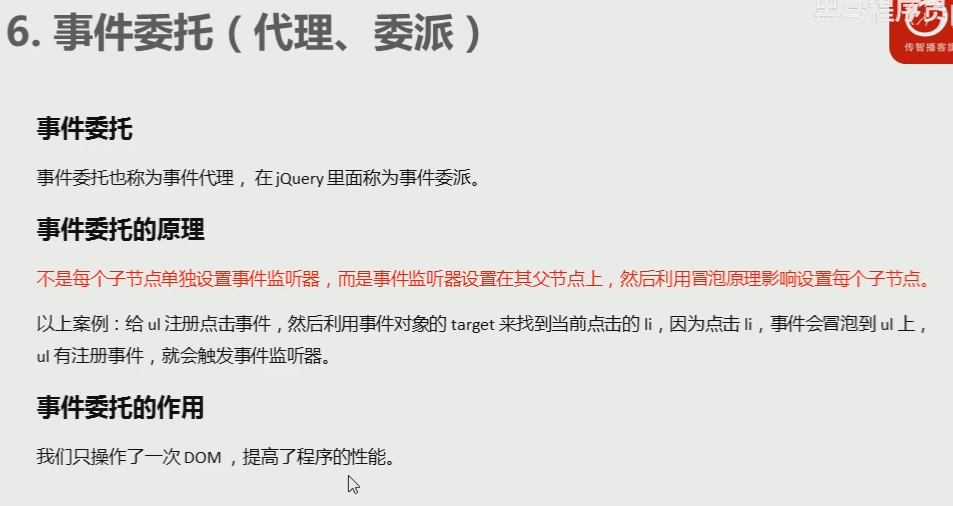 黑马程序员
传智播客旗
6. 事件委托（代理、委派）
事件委托
事件委托也称为事件代理，在 jQuery 里面称为事件委派。
事件委托的原理
不是每个子节点单独设置事件监听器，而是事件监听器设置在其父节点上，然后利用冒泡原理影响设置每个子节点。
以上案例：给 ul 注册点击事件，然后利用事件对象的 target 来找到当前点击的 li，因为点击 li，事件会冒泡到 ul 上，
ul 有注册事件，就会触发事件监听器。
事件委托的作用
我们只操作了一次 DOM ，提高了程序的性能。